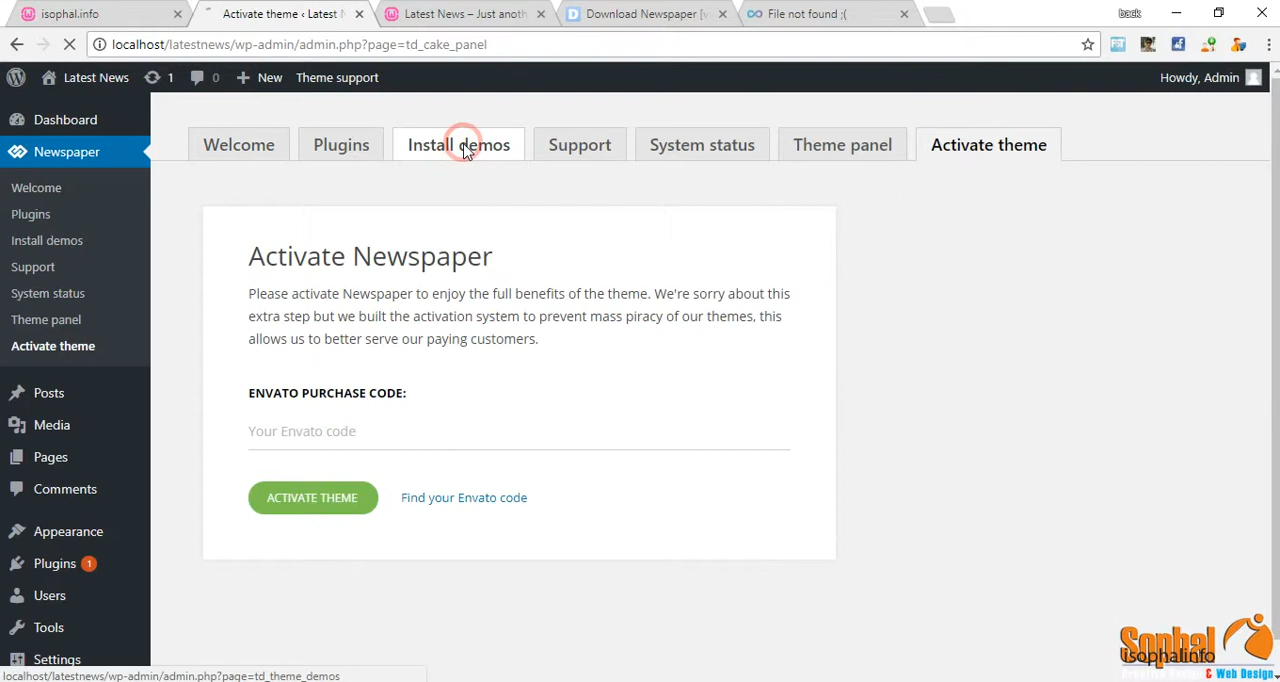 isophal.info
Activate theme ‹ Latest N
Latest News – Just anoth
Download Newspaper [v
File not found ;(
back
localhost/latestnews/wp-admin/admin.php?page=td_cake_panel
Latest News
1
0
New
Theme support
Howdy, Admin
Dashboard
Newspaper
Welcome
Plugins
Install demos
Support
System status
Theme panel
Activate theme
Posts
Media
Pages
Comments
Appearance
Plugins 1
Users
Tools
Settings
Welcome
Plugins
Install demos
Support
System status
Theme panel
Activate theme
Activate Newspaper
Please activate Newspaper to enjoy the full benefits of the theme. We're sorry about this
extra step but we built the activation system to prevent mass piracy of our themes, this
allows us to better serve our paying customers.
ENVATO PURCHASE CODE:
Your Envato code
ACTIVATE THEME
Find your Envato code
localhost/latestnews/wp-admin/admin.php?page=td_theme_demos
Sophal
isophalinfo
& Web Design